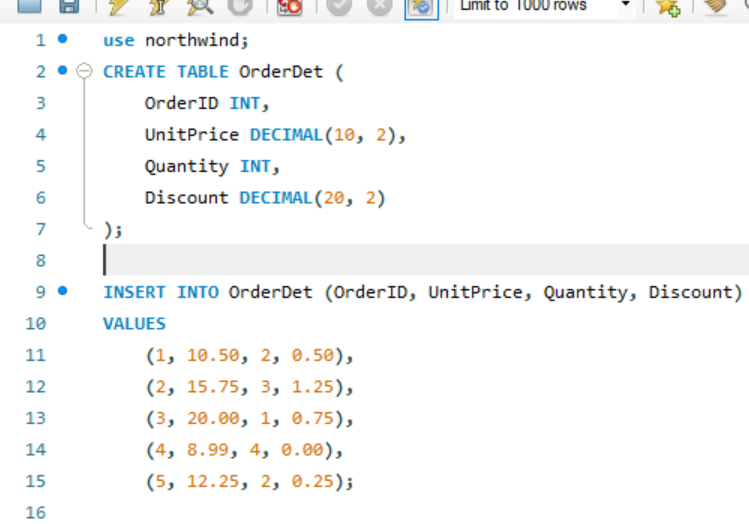 Limit to 1000 rows
1 use northwind;
2 CREATE TABLE OrderDet (
3 OrderID INT,
4 UnitPrice DECIMAL(10, 2),
5 Quantity INT,
6 Discount DECIMAL(20, 2)
7 );
8
9 INSERT INTO OrderDet (OrderID, UnitPrice, Quantity, Discount)
10 VALUES
11 (1, 10.50, 2, 0.50),
12 (2, 15.75, 3, 1.25),
13 (3, 20.00, 1, 0.75),
14 (4, 8.99, 4, 0.00),
15 (5, 12.25, 2, 0.25);
16